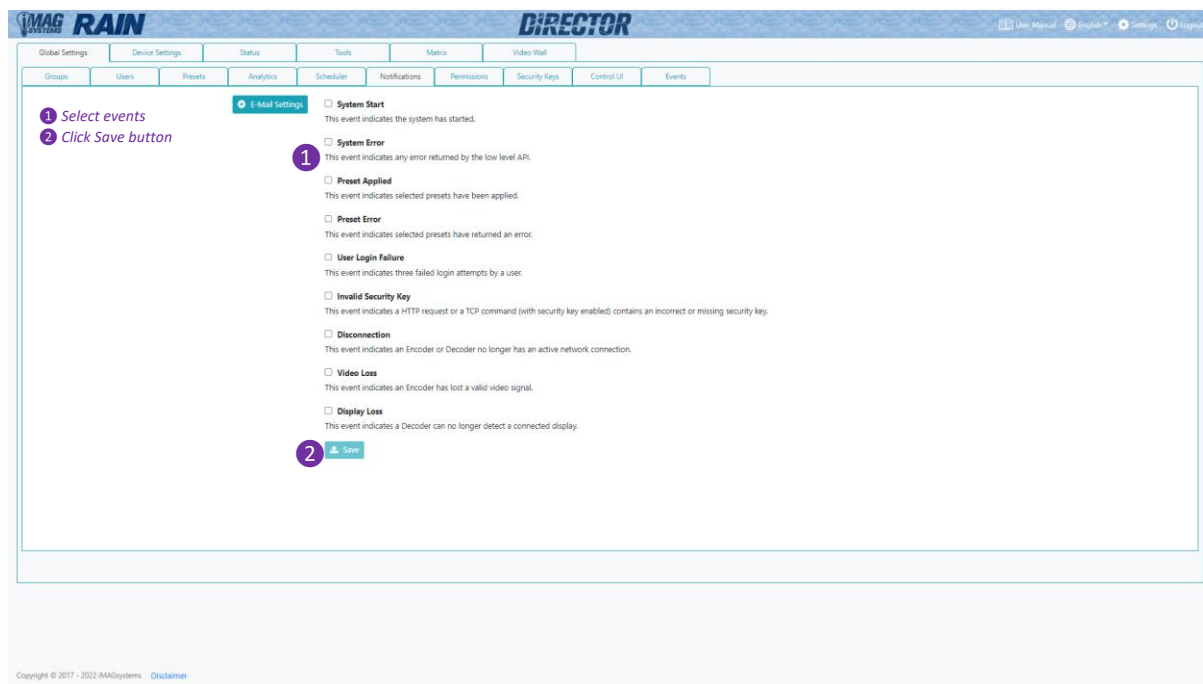 iMAG SYSTEMS RAIN DiRECTOR User Manual English Settings Logout
Global Settings Device Settings Status Tools Matrix Video Wall
Groups Users Presets Analytics Scheduler Notifications Permissions Security Keys Control UI Events
1 Select events
2 Click Save button
E-Mail Settings
System Start
This event indicates the system has started.
System Error
1
This event indicates any error returned by the low level API.
Preset Applied
This event indicates selected presets have been applied.
Preset Error
This event indicates selected presets have returned an error.
User Login Failure
This event indicates three failed login attempts by a user.
Invalid Security Key
This event indicates a HTTP request or a TCP command (with security key enabled) contains an incorrect or missing security key.
Disconnection
This event indicates an Encoder or Decoder no longer has an active network connection.
Video Loss
This event indicates an Encoder has lost a valid video signal.
Display Loss
This event indicates a Decoder can no longer detect a connected display.
2 Save
Copyright © 2017 - 2022 iMAGsystems Disclaimer